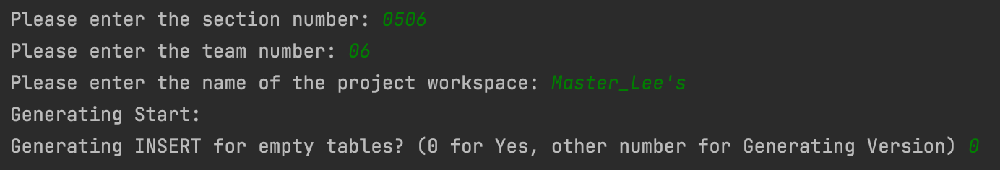 Please enter the section number: 0506
Please enter the team number: 06
Please enter the name of the project workspace: Master_Lee's
Generating Start:
Generating INSERT for empty tables? (0 for Yes, other number for Generating Version) 0